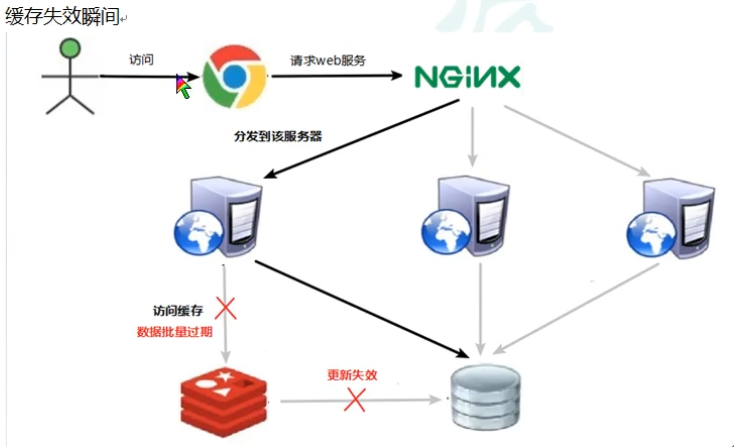 缓存失效瞬间
访问
请求web服务
NGINX
分发到该服务器
访问缓存
数据批量过期
更新失效